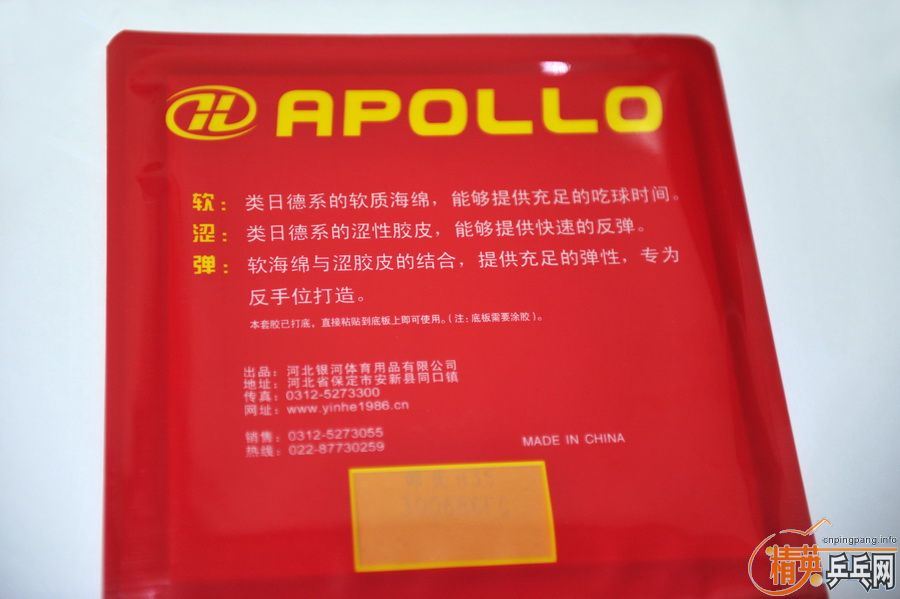 APOLLO
软：类日德系的软质海绵，能够提供充足的吃球时间。
涩：类日德系的涩性胶皮，能够提供快速的反弹。
弹：软海绵与涩胶皮的结合，提供充足的弹性，专为
反手位打造。
本套胶已打底，直接粘贴到底板上即可使用。（注：底板需要涂胶）。
出品：河北银河体育用品有限公司
地址：河北省保定市安新县同口镇
传真：0312-5273300
网址：www.yinhe1986.cn
销售：0312-5273055
热线：022-87730259
MADE IN CHINA
cnpingpang.info
精英乒乓网